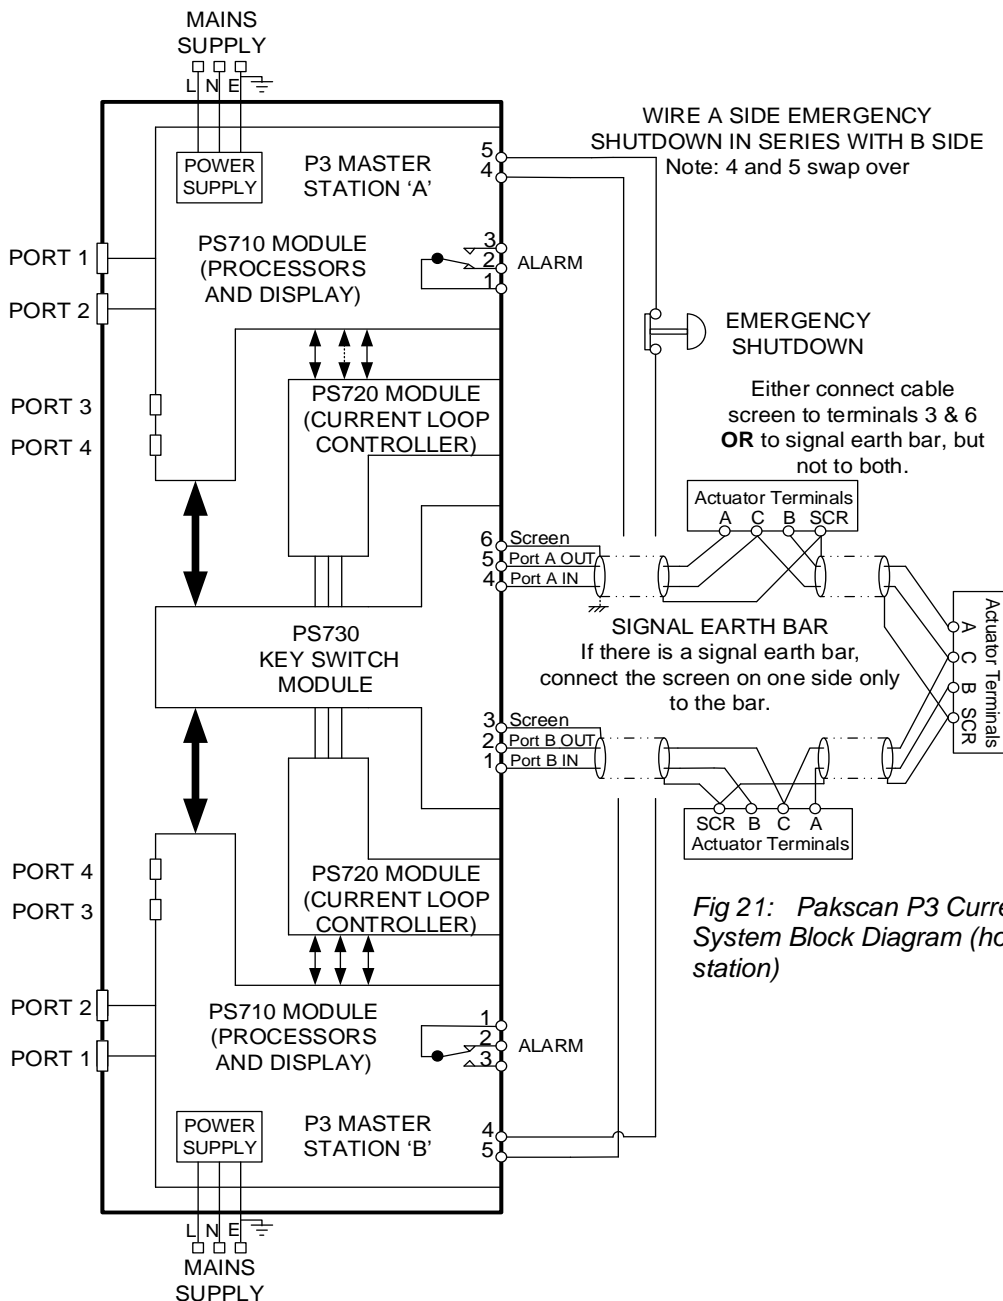 MAINS
SUPPLY
L N E
POWER
SUPPLY
P3 MASTER
STATION ‘A’
5
4
WIRE A SIDE EMERGENCY
SHUTDOWN IN SERIES WITH B SIDE
Note: 4 and 5 swap over
PORT 1
PORT 2
PS710 MODULE
(PROCESSORS
AND DISPLAY)
3
2
1
ALARM
EMERGENCY
SHUTDOWN
PORT 3
PORT 4
PS720 MODULE
(CURRENT LOOP
CONTROLLER)
Either connect cable
screen to terminals 3 & 6
OR to signal earth bar, but
not to both.
Actuator Terminals
A C B SCR
6 Screen
5 Port A OUT
4 Port A IN
PS730
KEY SWITCH
MODULE
SIGNAL EARTH BAR
If there is a signal earth bar,
connect the screen on one side only
to the bar.
A C B SCR
Actuator Terminals
3 Screen
2 Port B OUT
1 Port B IN
SCR B C A
Actuator Terminals
PORT 4
PORT 3
PS720 MODULE
(CURRENT LOOP
CONTROLLER)
Fig 21: Pakscan P3 Curre
System Block Diagram (ho
station)
PORT 2
PORT 1
PS710 MODULE
(PROCESSORS
AND DISPLAY)
1
2
3
ALARM
POWER
SUPPLY
P3 MASTER
STATION ‘B’
4
5
L N E
MAINS
SUPPLY